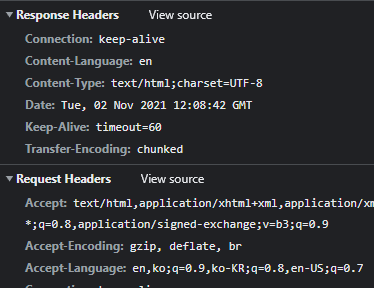 Response Headers View source
Connection: keep-alive
Content-Language: en
Content-Type: text/html;charset=UTF-8
Date: Tue, 02 Nov 2021 12:08:42 GMT
Keep-Alive: timeout=60
Transfer-Encoding: chunked
Request Headers View source
Accept: text/html,application/xhtml+xml,application/xm
*;q=0.8,application/signed-exchange;v=b3;q=0.9
Accept-Encoding: gzip, deflate, br
Accept-Language: en,ko;q=0.9,ko-KR;q=0.8,en-US;q=0.7